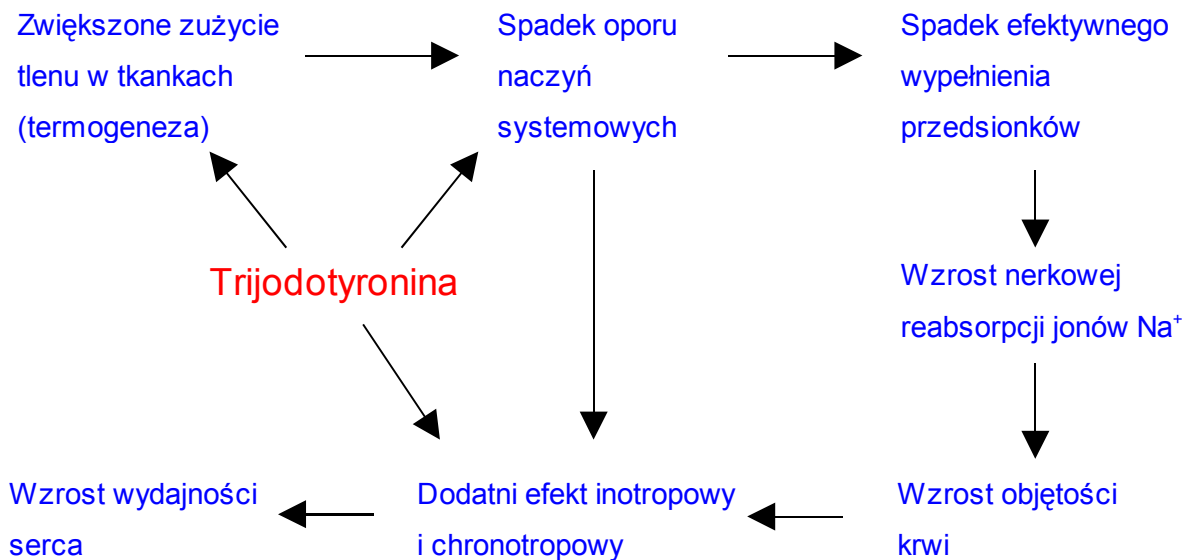 Zwiększone zużycie
tlenu w tkankach
(termogeneza)
Spadek oporu
naczyń
systemowych
Spadek efektywnego
wypełnienia
przedsionków
Trijodotyronina
Wzrost nerkowej
reabsorpcji jonów Na⁺
Wzrost wydajności
serca
Dodatni efekt inotropowy
i chronotropowy
Wzrost objętości
krwi